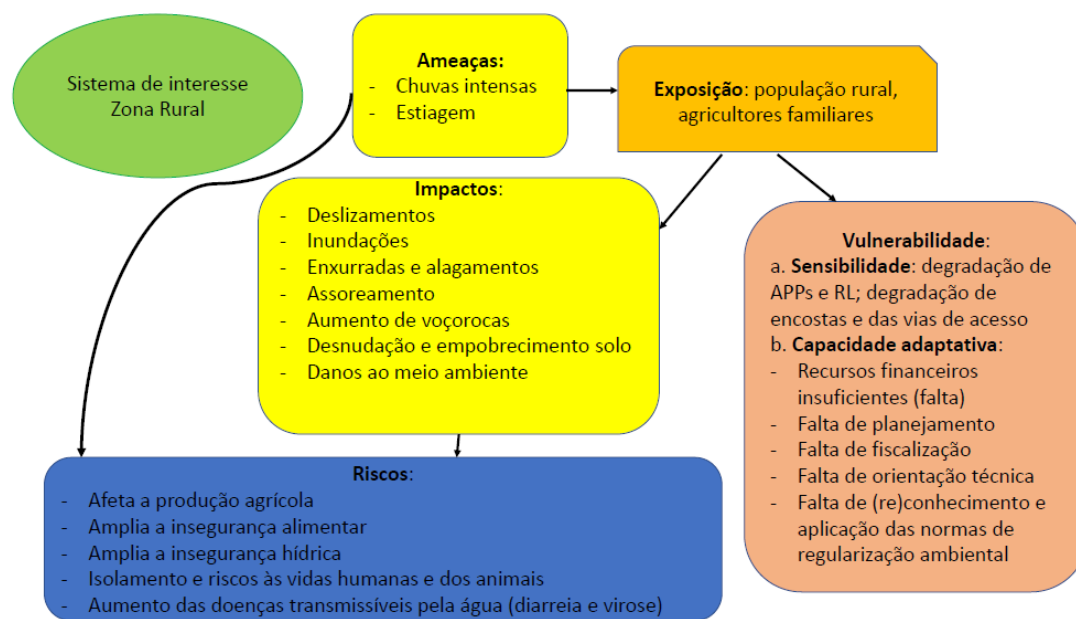 Sistema de interesse
Zona Rural
Ameaças:
- Chuvas intensas
- Estiagem
Exposição: população rural,
agricultores familiares
Impactos:
- Deslizamentos
- Inundações
- Enxurradas e alagamentos
- Assoreamento
- Aumento de voçorocas
- Desnudação e empobrecimento solo
- Danos ao meio ambiente
Vulnerabilidade:
a. Sensibilidade: degradação de
APPs e RL; degradação de
encostas e das vias de acesso
b. Capacidade adaptativa:
- Recursos financeiros
insuficientes (falta)
- Falta de planejamento
- Falta de fiscalização
- Falta de orientação técnica
- Falta de (re)conhecimento e
aplicação das normas de
regularização ambiental
Riscos:
- Afeta a produção agrícola
- Amplia a insegurança alimentar
- Amplia a insegurança hídrica
- Isolamento e riscos às vidas humanas e dos animais
- Aumento das doenças transmissíveis pela água (diarreia e virose)